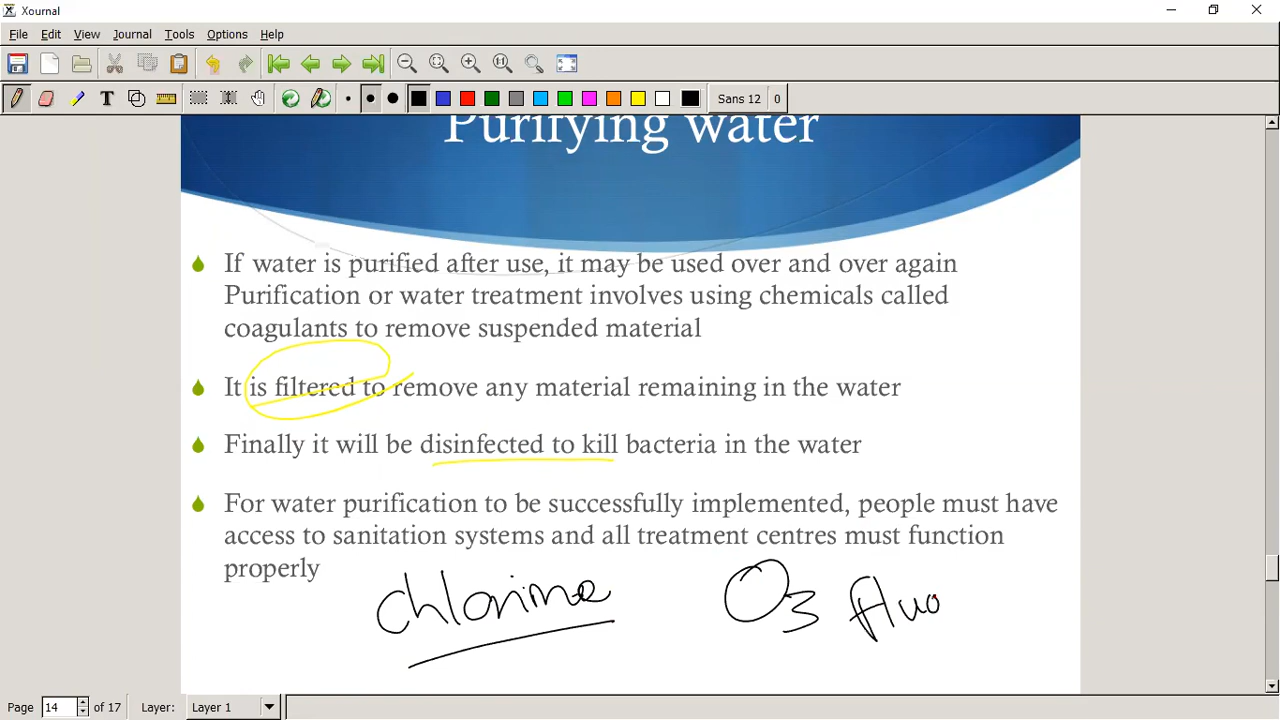 Xournal
File Edit View Journal Tools Options Help
Sans 12 0
Purifying water
If water is purified after use, it may be used over and over again
Purification or water treatment involves using chemicals called
coagulants to remove suspended material
It is filtered to remove any material remaining in the water
Finally it will be disinfected to kill bacteria in the water
For water purification to be successfully implemented, people must have
access to sanitation systems and all treatment centres must function
properly
chlorine O3 fluo
Page 14 of 17 Layer: Layer 1